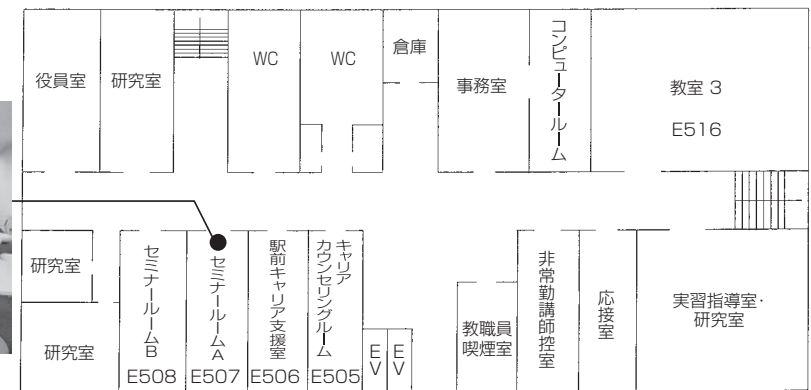 役員室
研究室
WC
WC
倉庫
事務室
コンピュータールーム
教室 3
E516
研究室
研究室
セミナールームB
E508
セミナールームA
E507
駅前キャリア支援室
E506
キャリア
カウンセリングルーム
E505
EV
EV
教職員
喫煙室
非常勤講師控室
応接室
実習指導室・
研究室